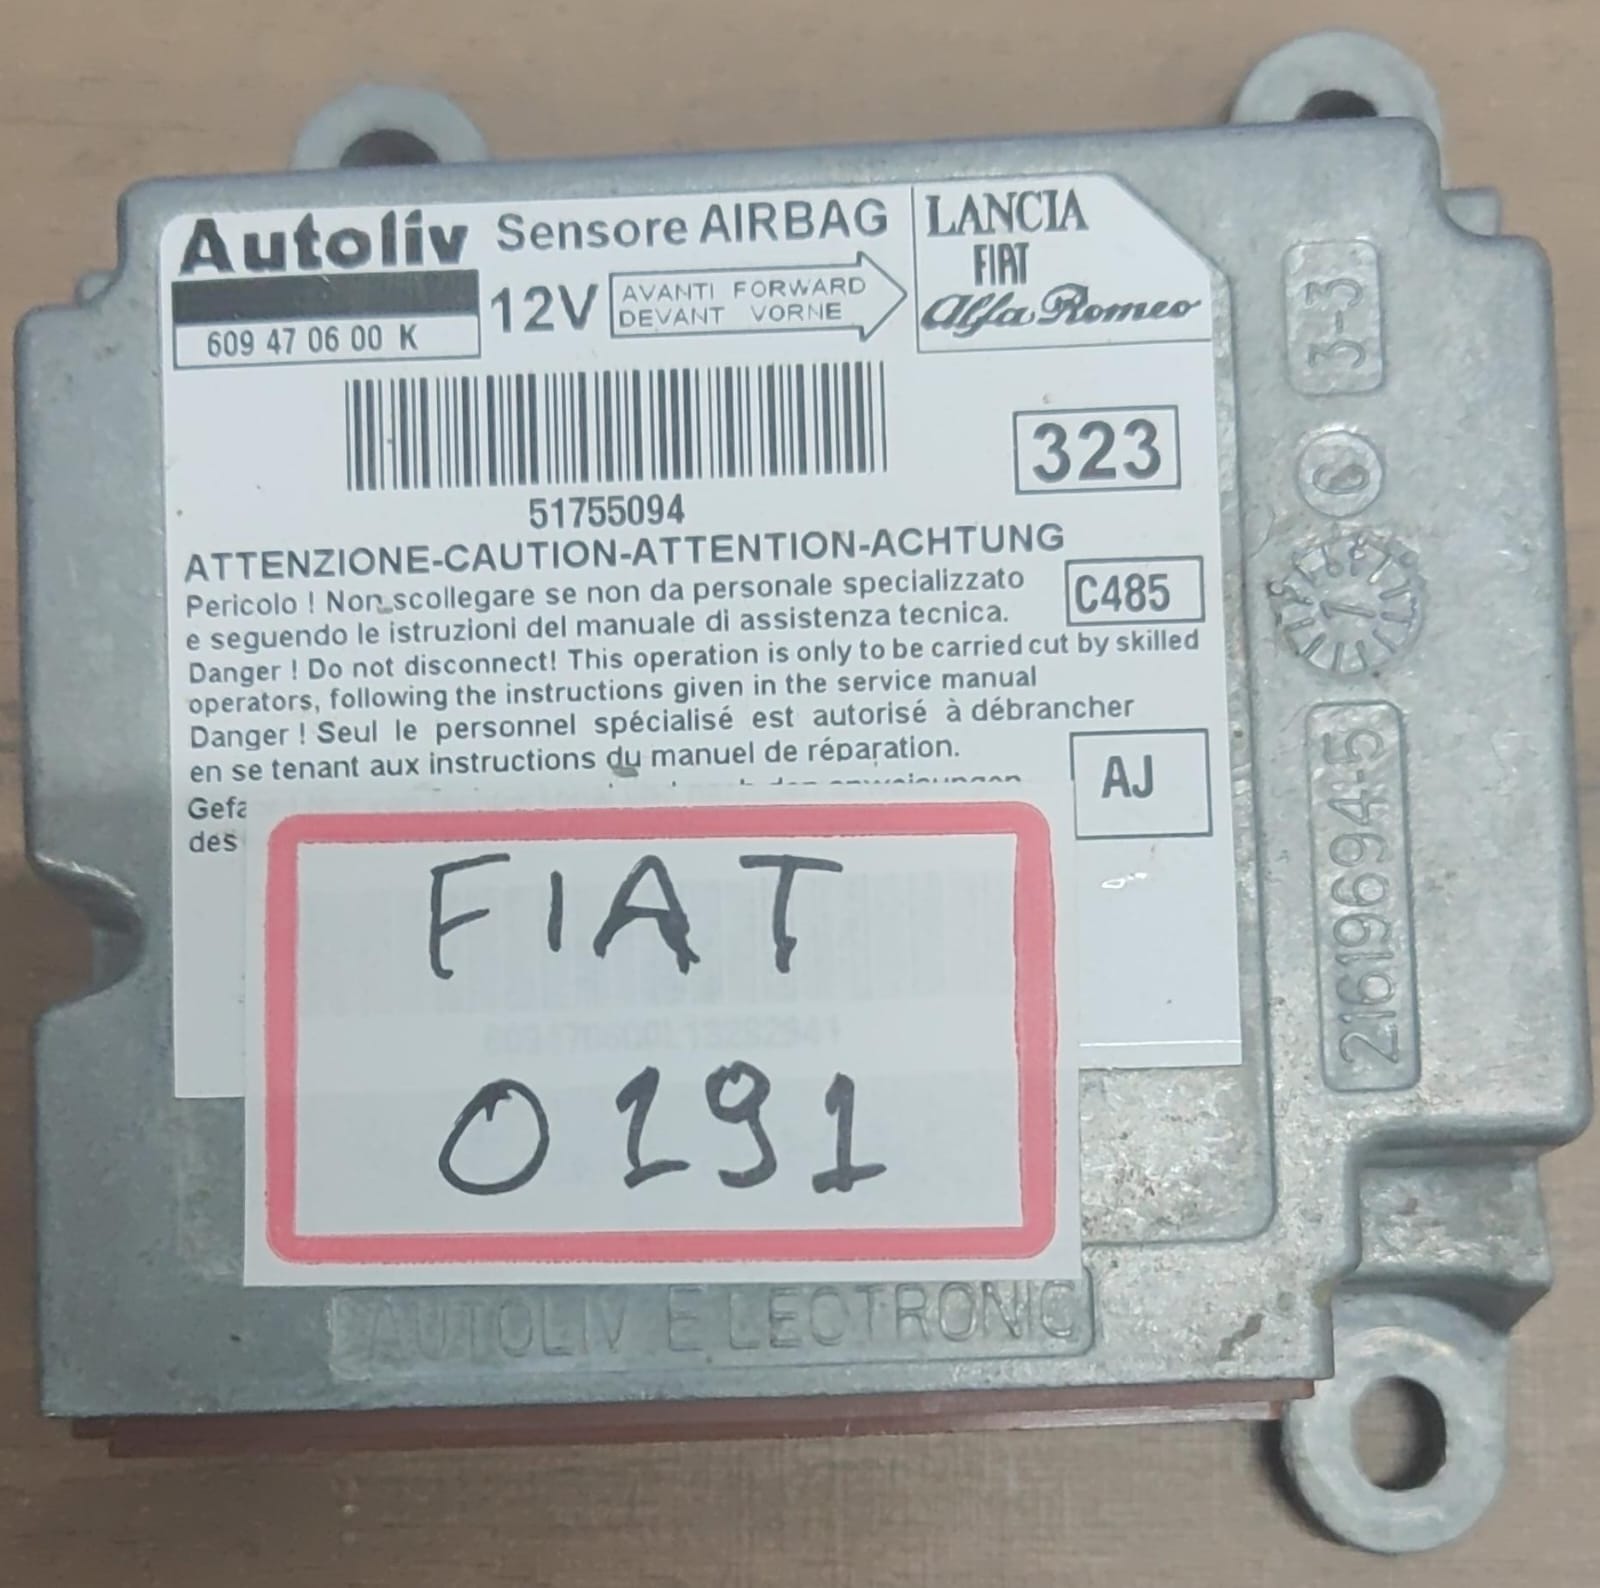 Autoliv Sensore AIRBAG
LANCIA
FIAT
Alfa Romeo
12V
AVANTI FORWARD
DEVANT VORNE
609 47 06 00 K
51755094
323
ATTENZIONE-CAUTION-ATTENTION-ACHTUNG
Pericolo ! Non scollegare se non da personale specializzato
e seguendo le istruzioni del manuale di assistenza tecnica.
C485
Danger ! Do not disconnect! This operation is only to be carried cut by skilled
operators, following the instructions given in the service manual
Danger ! Seul le personnel spécialisé est autorisé à débrancher
en se tenant aux instructions du manuel de réparation.
AJ
des
FIAT
0191
AUTOLIV ELECTRONIC
3-3
21619694-5